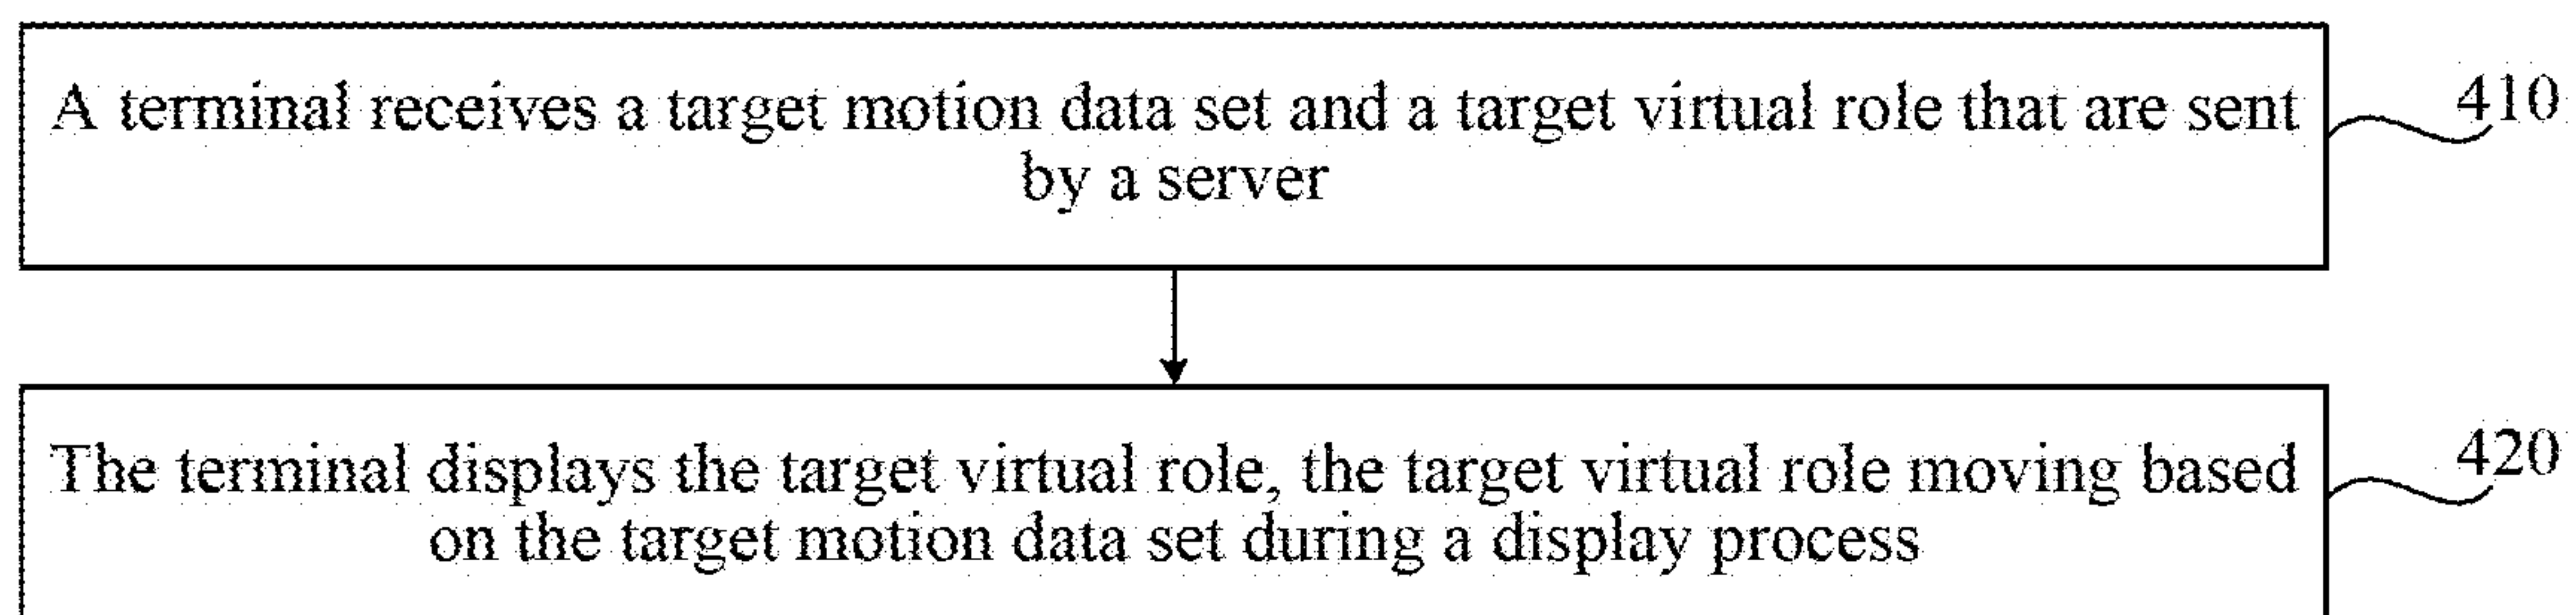 A terminal receives a target motion data set and a target virtual role that are sent
by a server
410
The terminal displays the target virtual role, the target virtual role moving based
on the target motion data set during a display process
420